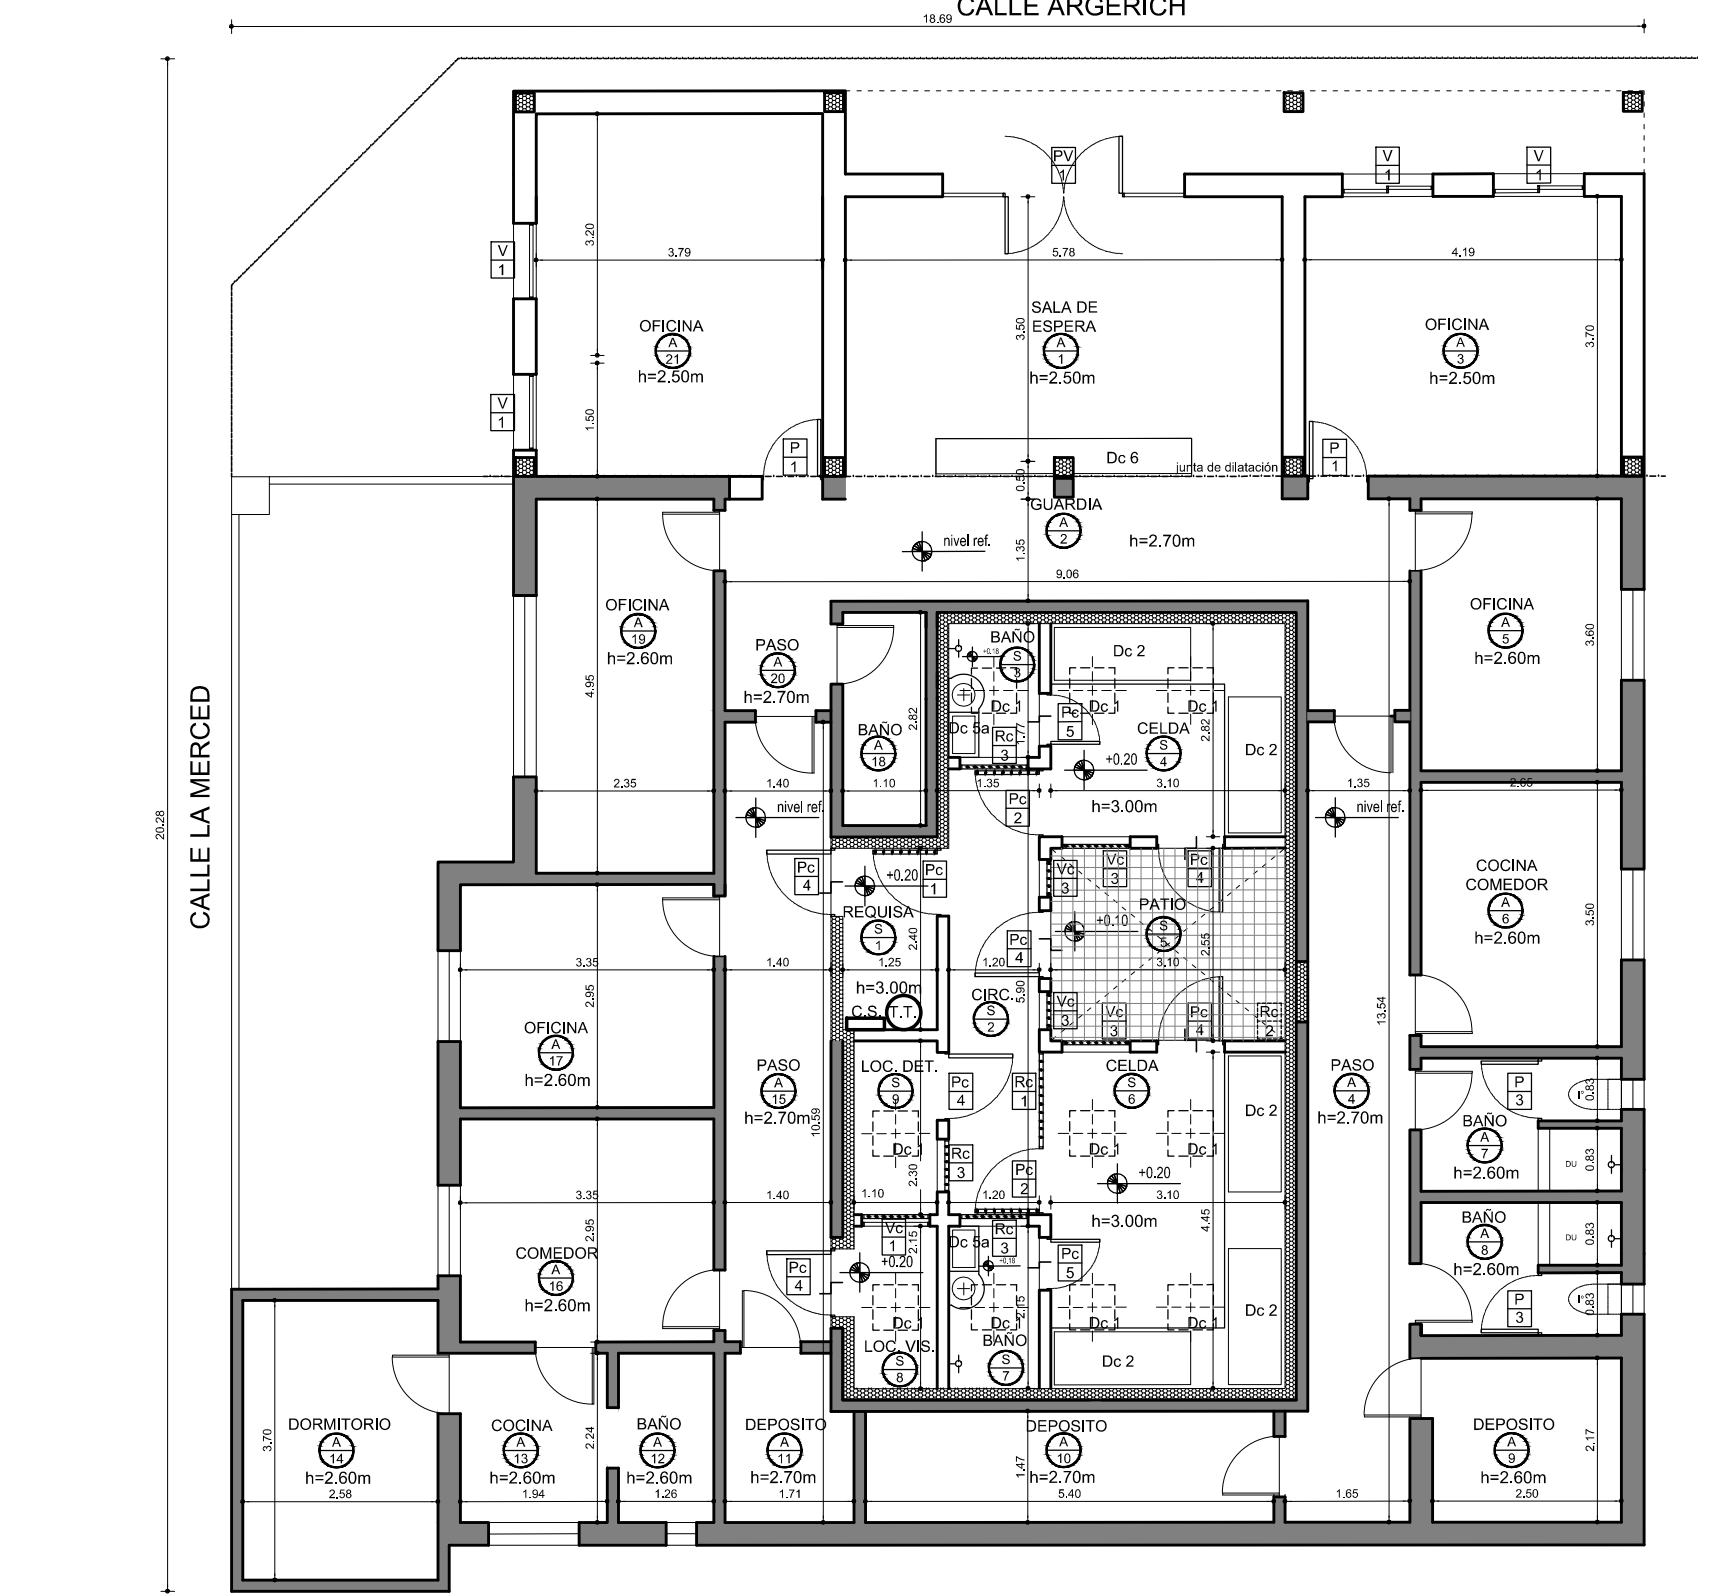 CALLE ARGERICH
18.69
CALLE LA MERCED
20.28
PV
1
V
1
V
1
V
1
V
1
3.20
3.79
5.78
4.19
OFICINA
A
21
h=2.50m
SALA DE
ESPERA
A
1
h=2.50m
3.50
OFICINA
A
3
h=2.50m
3.70
1.50
P
1
Dc 6
junta de dilatación
P
1
0.50
GUARDIA
A
2
h=2.70m
nivel ref.
1.35
9.06
OFICINA
A
19
h=2.60m
4.95
2.35
PASO
A
20
h=2.70m
1.40
nivel ref.
BAÑO
A
18
2.82
1.10
BAÑO
S
3
+0.18
Dc 1
Dc 5a
Rc
3
1.77
1.35
Dc 2
Dc 1
Dc 1
Pc
5
CELDA
S
4
2.82
+0.20
3.10
h=3.00m
Dc 2
Pc
2
OFICINA
A
5
h=2.60m
3.60
1.35
nivel ref.
2.65
COCINA
COMEDOR
A
6
h=2.60m
3.50
Pc
4
+0.20
Pc
1
REQUISA
S
1
2.40
1.25
h=3.00m
C.S.
T.T.
Pc
4
1.20
CIRC.
S
2
5.90
Vc
3
Vc
3
Pc
4
PATIO
S
5
+0.10
2.55
3.10
Vc
3
Vc
3
Pc
4
Rc
2
3.35
2.95
OFICINA
A
17
h=2.60m
1.40
PASO
A
15
h=2.70m
10.59
1.40
LOC. DET.
S
9
Dc 1
2.30
1.10
Pc
4
Rc
1
Rc
3
Pc
2
1.20
CELDA
S
6
Dc 2
Dc 1
Dc 1
+0.20
3.10
h=3.00m
4.45
PASO
A
4
h=2.70m
13.54
P
3
1°
0.83
BAÑO
A
7
h=2.60m
DU
0.83
BAÑO
A
8
h=2.60m
DU
0.83
P
3
1°
0.83
3.35
2.95
COMEDOR
A
16
h=2.60m
Pc
4
Vc
1
2.15
+0.20
Dc 1
LOC. VIS.
S
8
Dc 5a
Rc
3
+0.18
Dc 1
2.15
BAÑO
S
7
Pc
5
Dc 1
Dc 1
Dc 2
Dc 2
DORMITORIO
A
14
h=2.60m
3.70
2.58
COCINA
A
13
h=2.60m
2.24
1.94
BAÑO
A
12
h=2.60m
1.26
DEPOSITO
A
11
h=2.70m
1.71
DEPOSITO
A
10
h=2.70m
1.47
5.40
1.65
DEPOSITO
A
9
h=2.60m
2.17
2.50